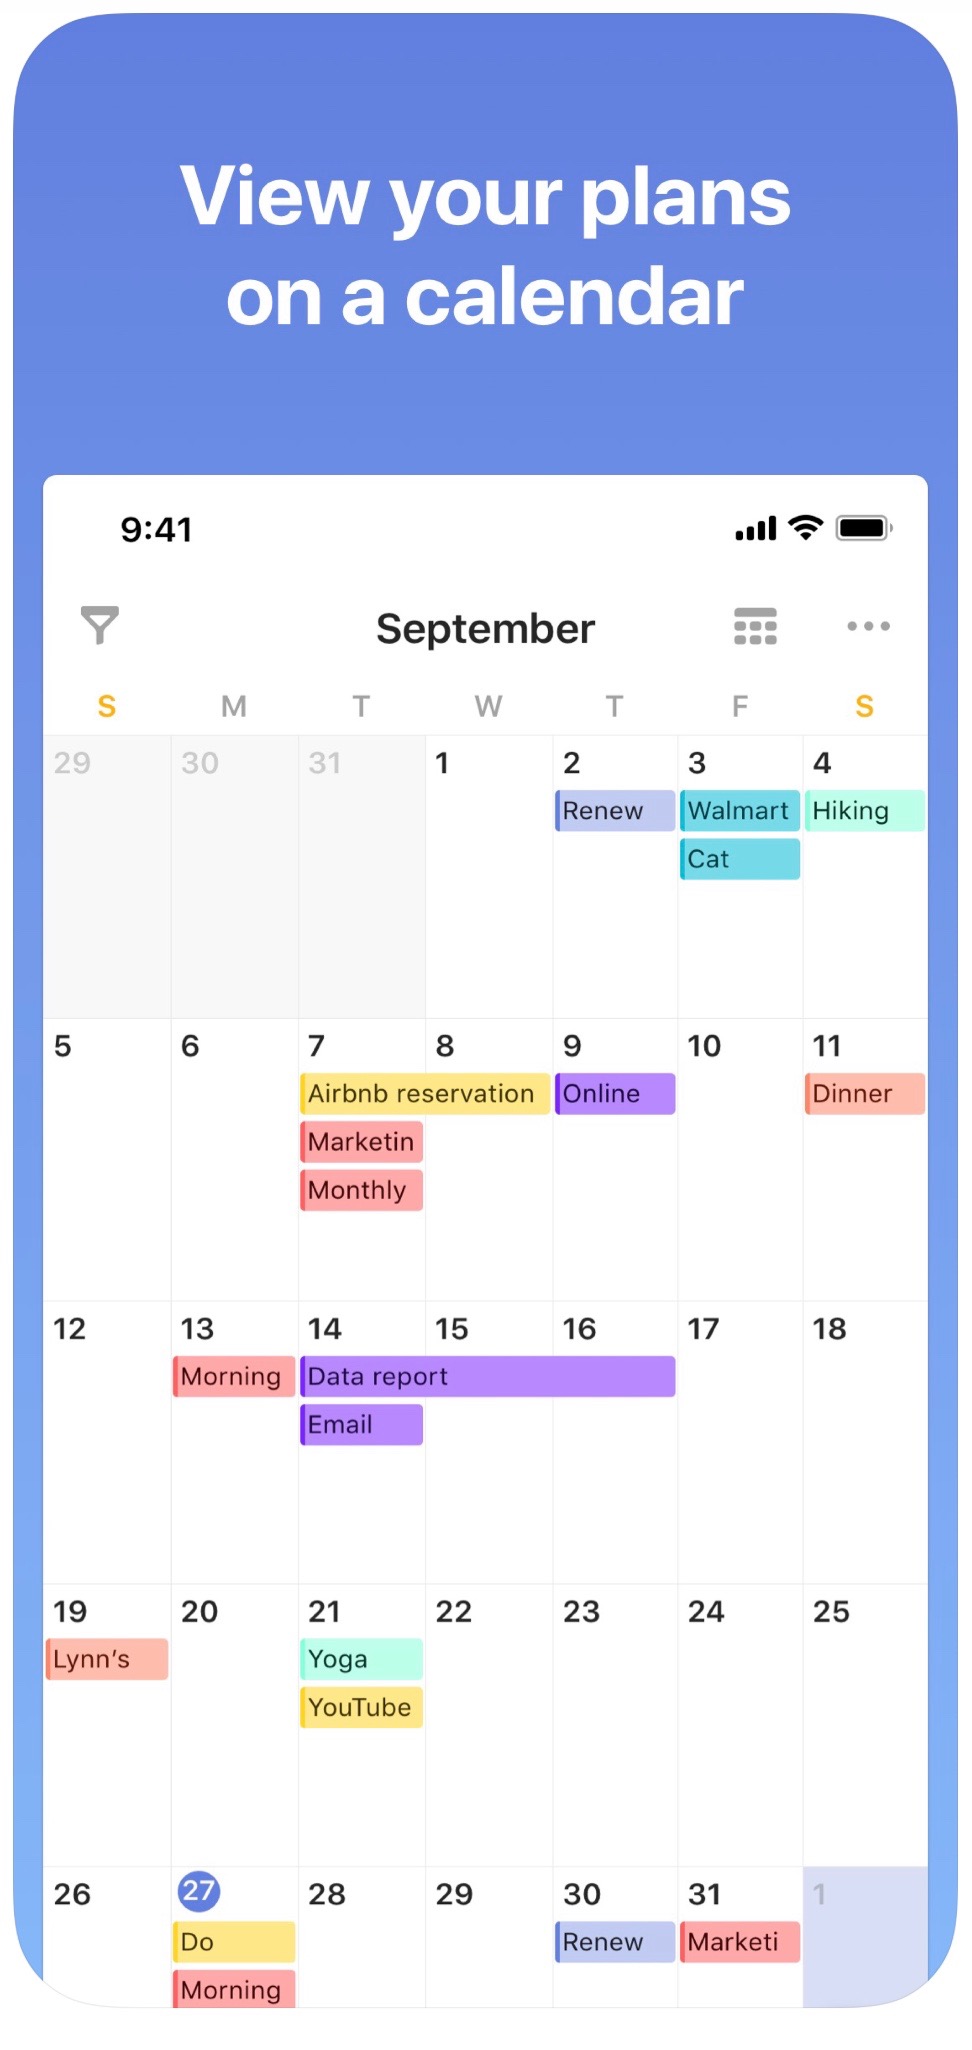 View your plans
on a calendar
9:41
September
S M T W T F S
29 30 31 1 2 3 4
Renew Walmart Hiking
Cat
5 6 7 8 9 10 11
Airbnb reservation Online Dinner
Marketin
Monthly
12 13 14 15 16 17 18
Morning Data report
Email
19 20 21 22 23 24 25
Lynn's Yoga
YouTube
26 27 28 29 30 31 1
Do Renew Marketi
Morning